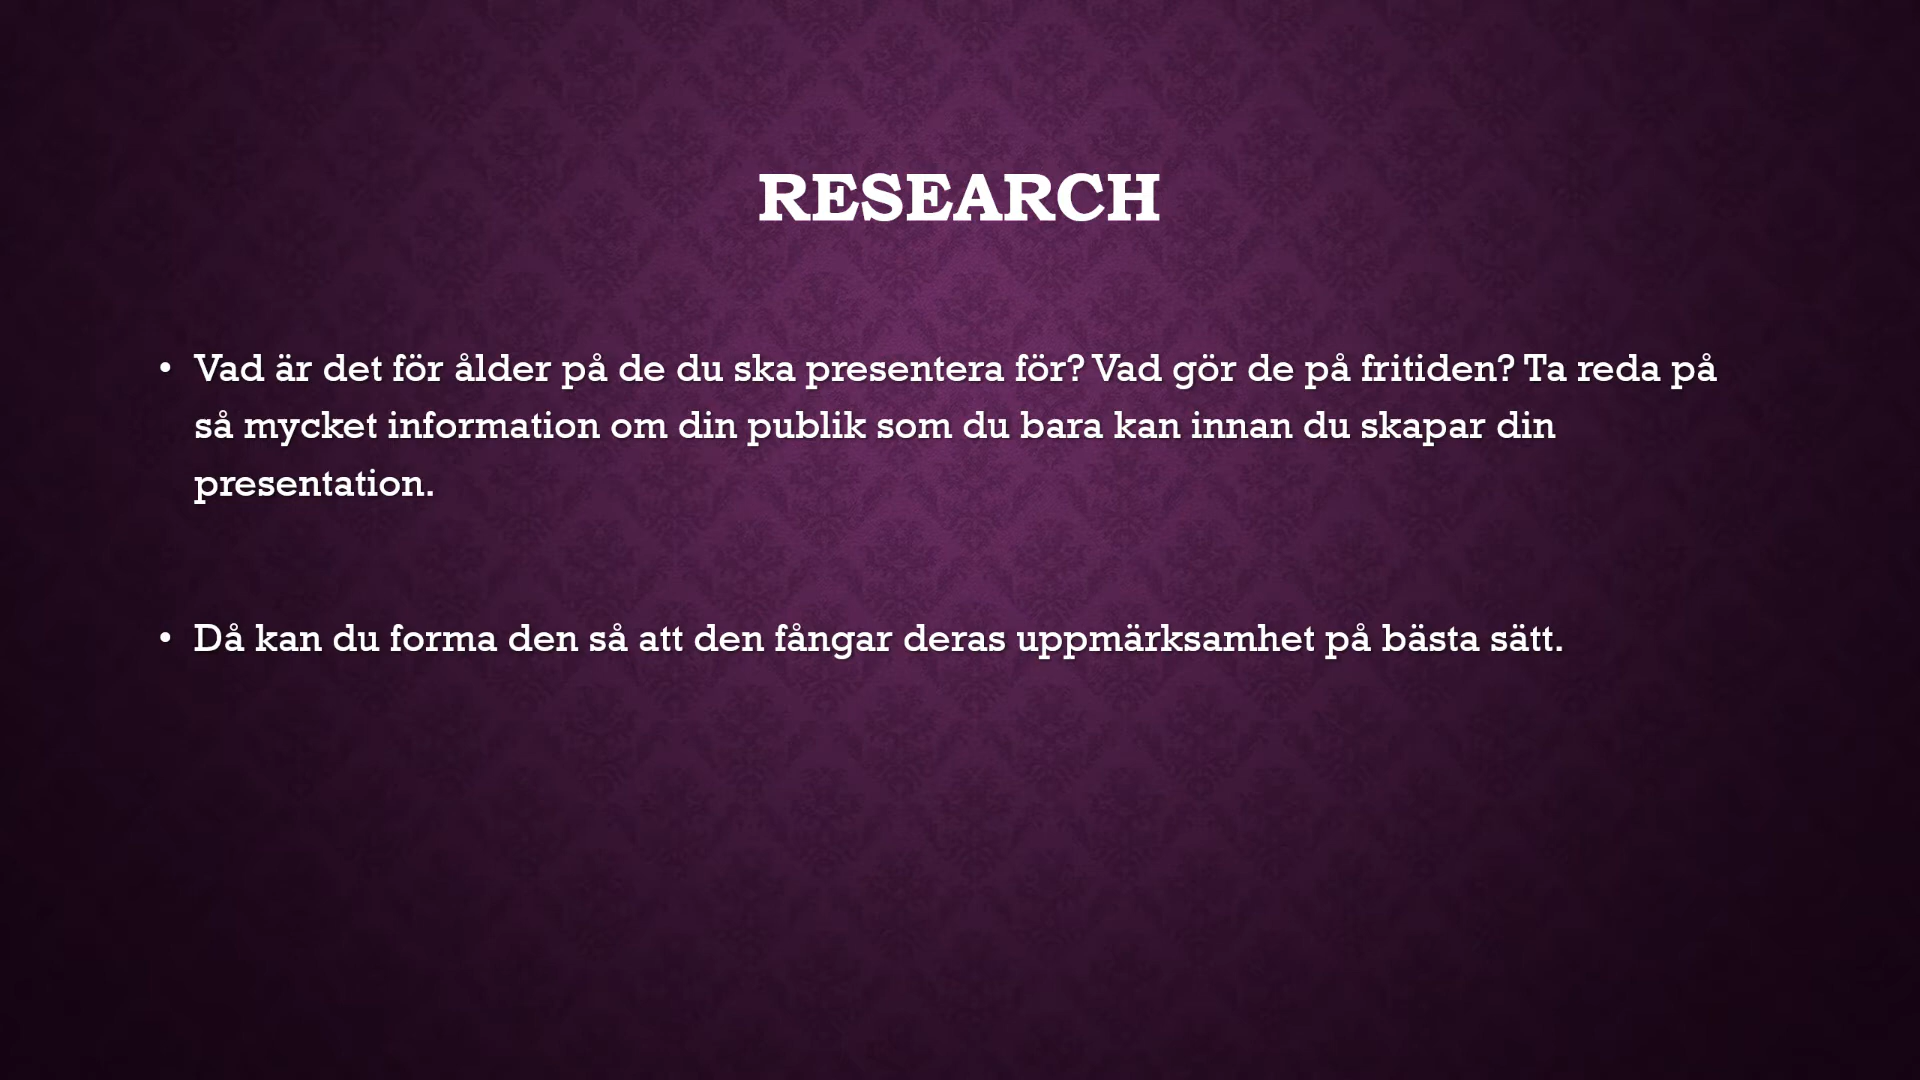 RESEARCH
• Vad är det för ålder på de du ska presentera för? Vad gör de på fritiden? Ta reda på
så mycket information om din publik som du bara kan innan du skapar din
presentation.
• Då kan du forma den så att den fångar deras uppmärksamhet på bästa sätt.